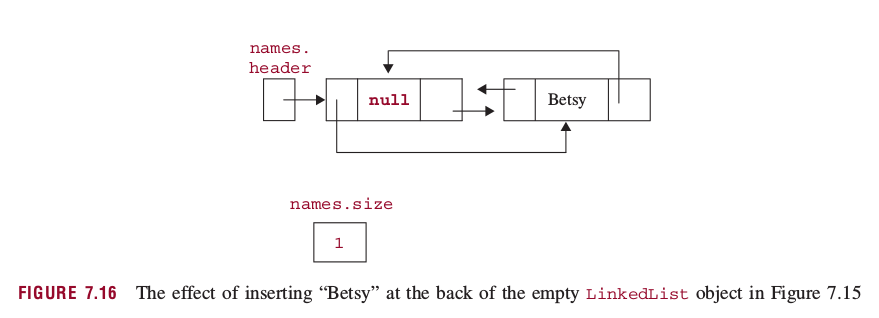 names.
header
null
Betsy
names.size
1
FIGURE 7.16 The effect of inserting “Betsy” at the back of the empty LinkedList object in Figure 7.15